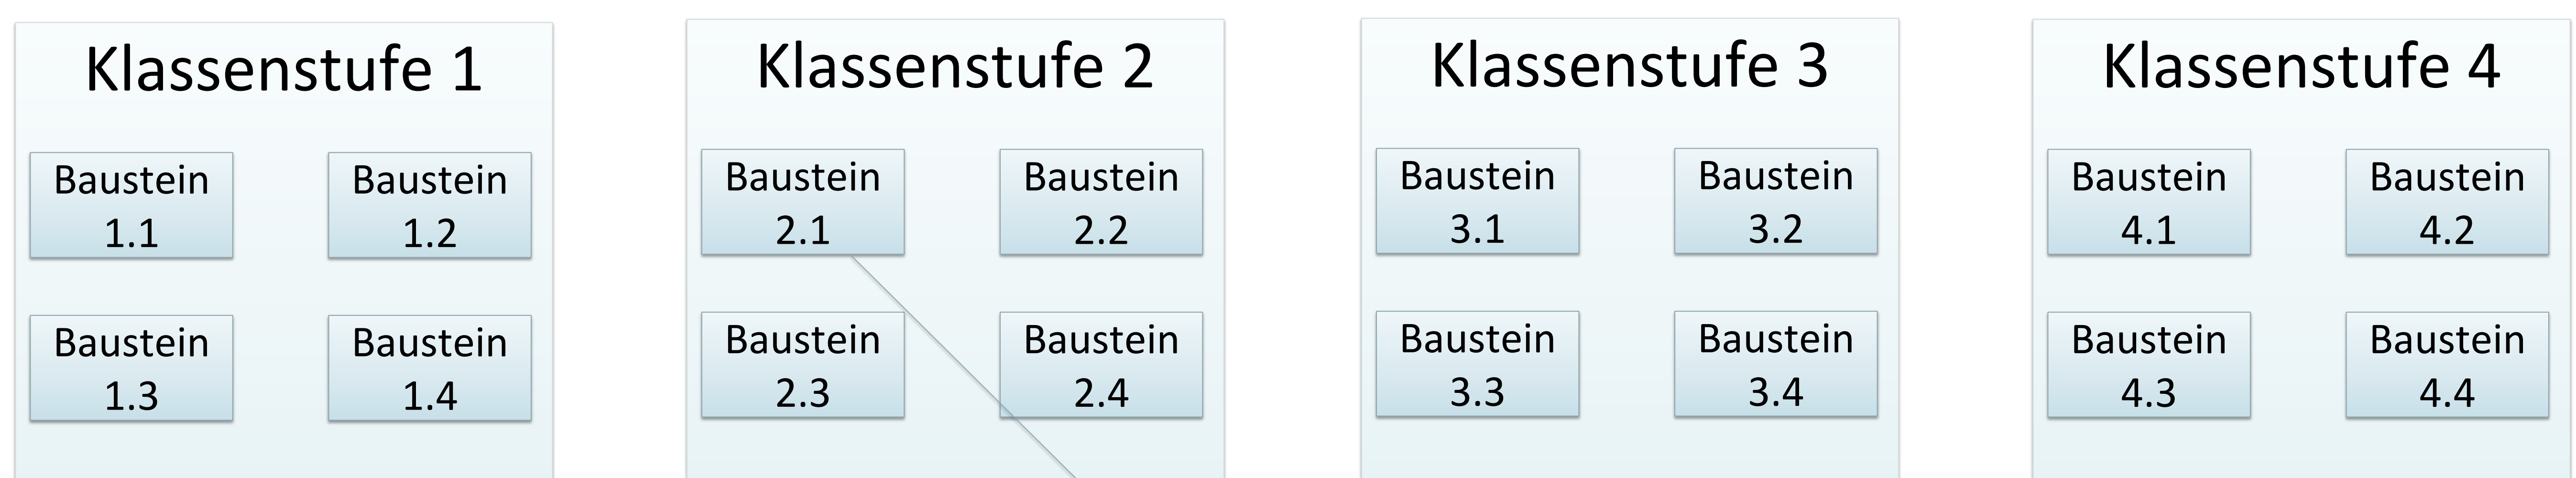 Klassenstufe 1
Baustein
1.1
Baustein
1.2
Baustein
1.3
Baustein
1.4
Klassenstufe 2
Baustein
2.1
Baustein
2.2
Baustein
2.3
Baustein
2.4
Klassenstufe 3
Baustein
3.1
Baustein
3.2
Baustein
3.3
Baustein
3.4
Klassenstufe 4
Baustein
4.1
Baustein
4.2
Baustein
4.3
Baustein
4.4